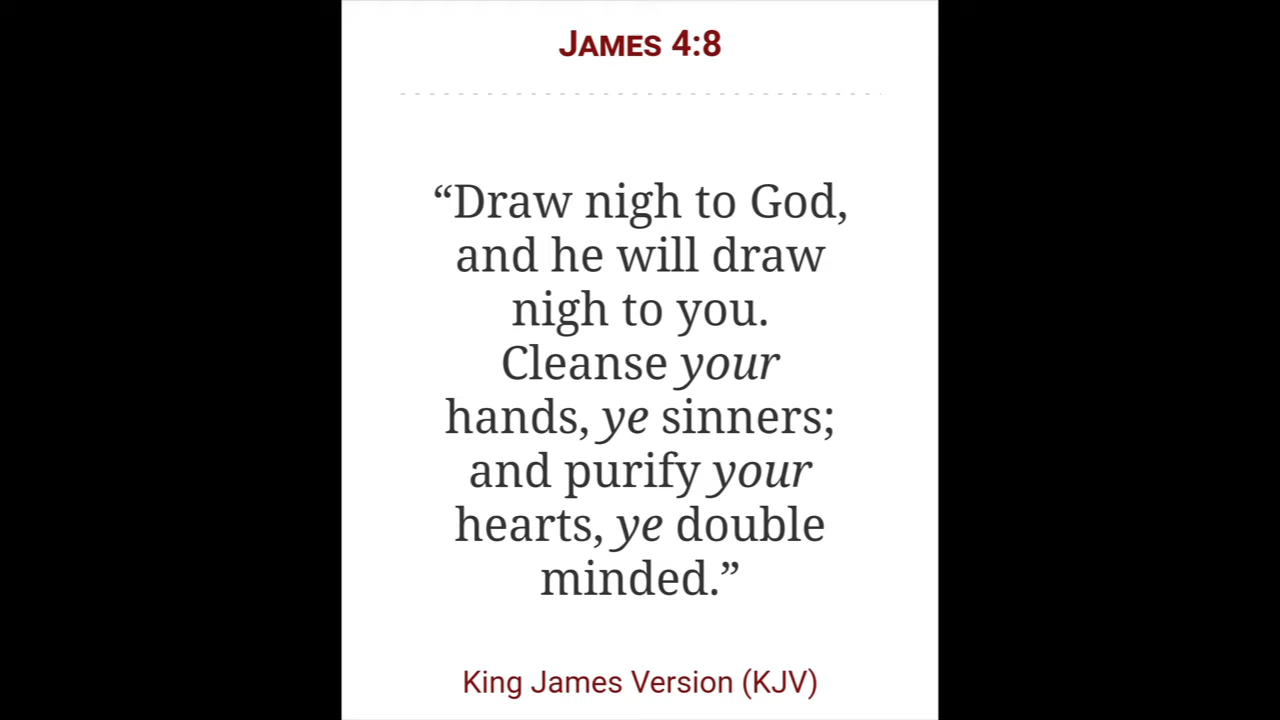 JAMES 4:8
“Draw nigh to God,
and he will draw
nigh to you.
Cleanse your
hands, ye sinners;
and purify your
hearts, ye double
minded.”
King James Version (KJV)